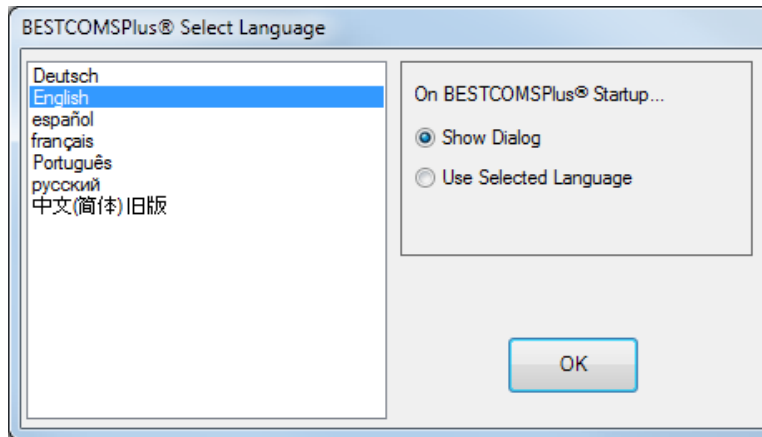 BESTCOMSPlus® Select Language
Deutsch
English
español
français
Português
русский
中文(简体) 旧版
On BESTCOMSPlus® Startup...
Show Dialog
Use Selected Language
OK